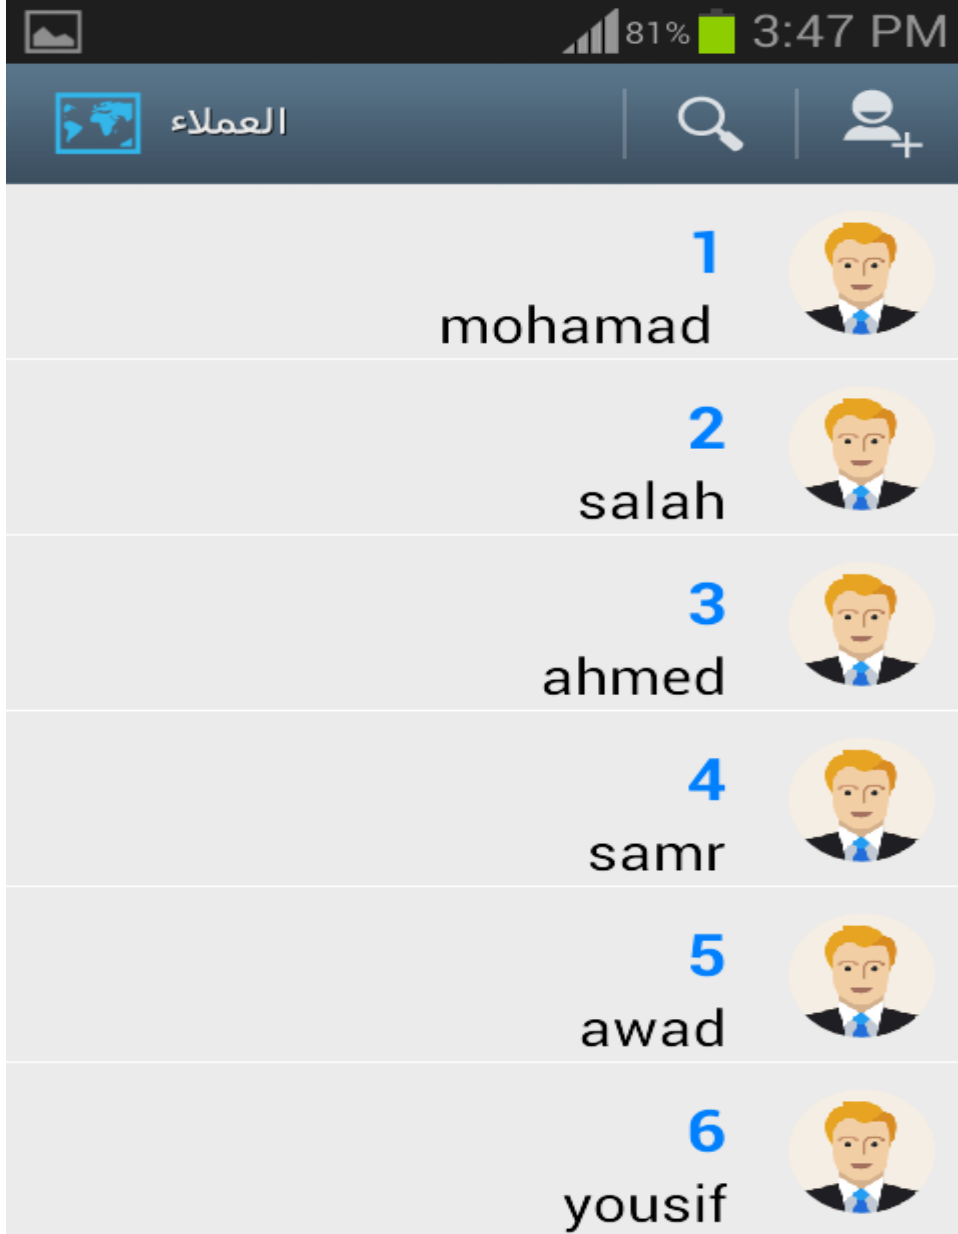 81% 3:47 PM
العملاء
1
mohamad
2
salah
3
ahmed
4
samr
5
awad
6
yousif